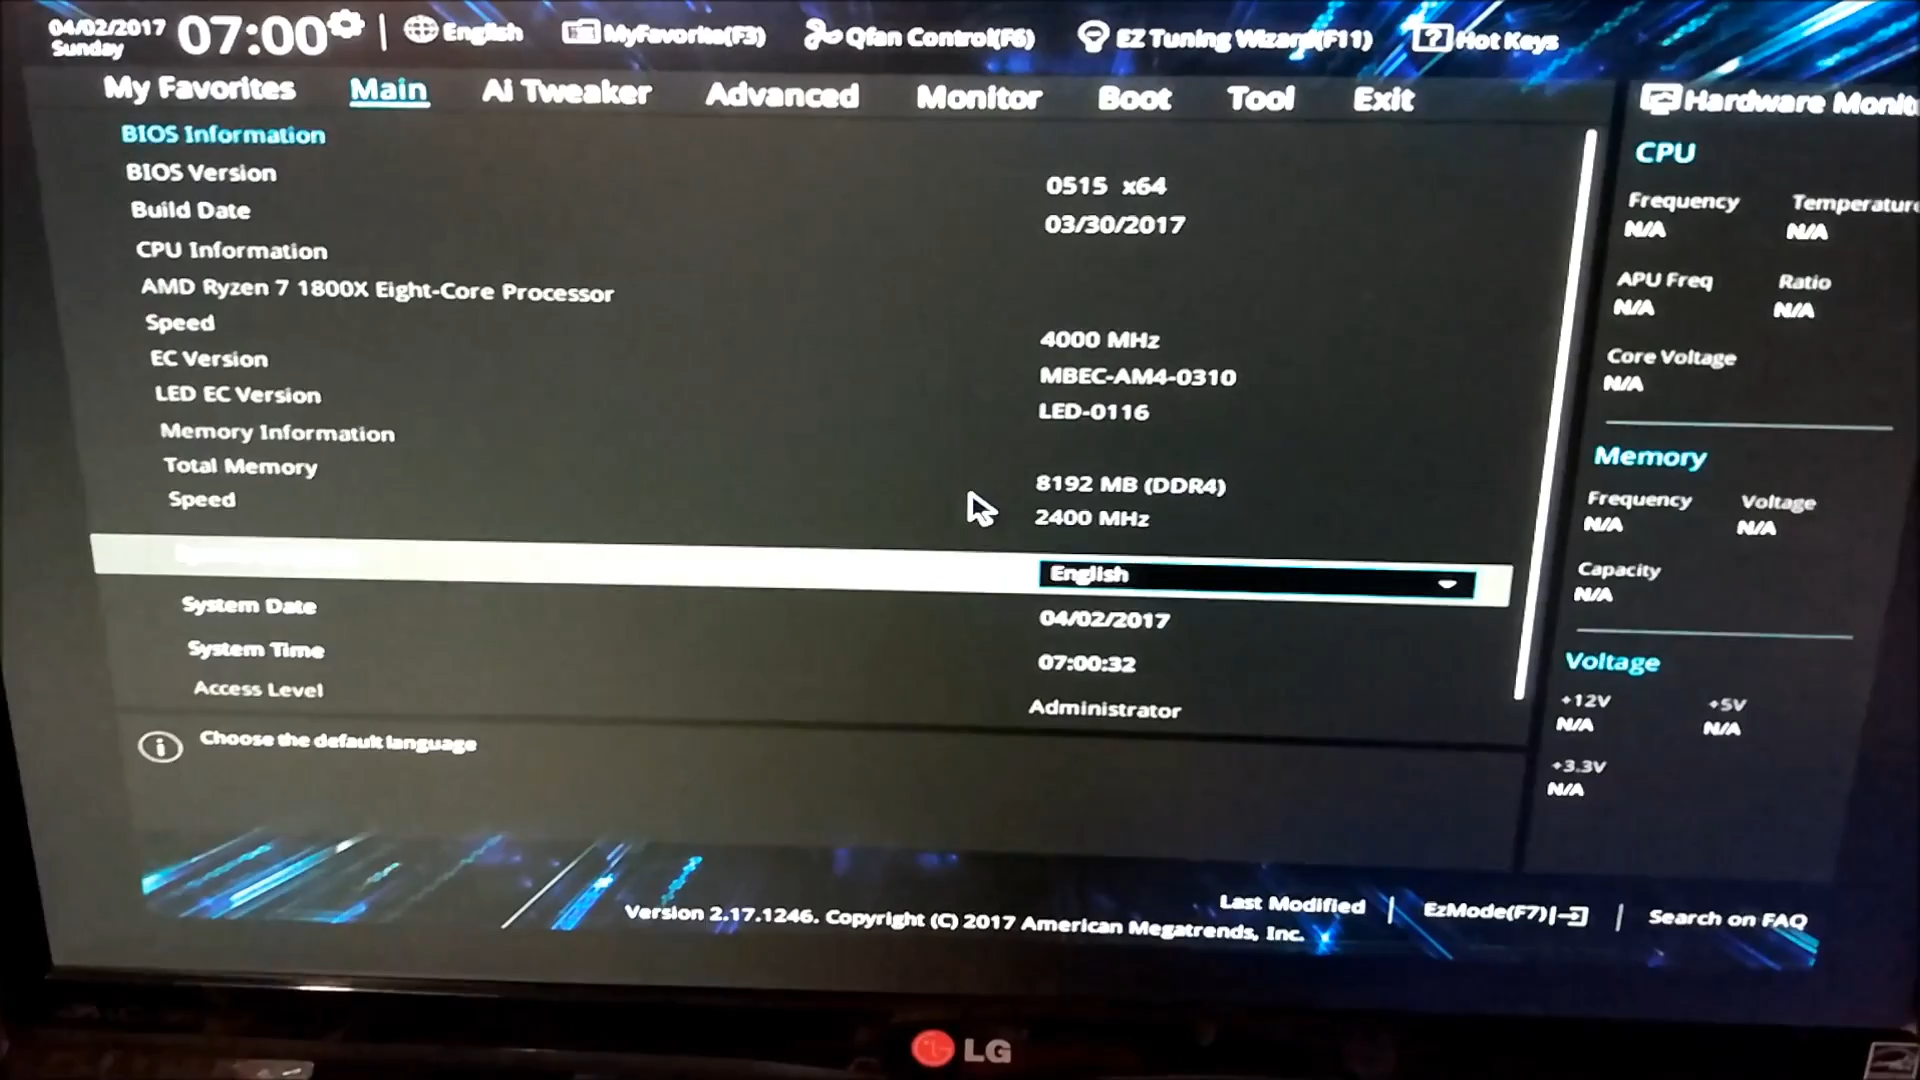 04/02/2017
Sunday
07:00
English
MyFavorite(F3)
Qfan Control(F6)
EZ Tuning Wizard(F11)
? Hot Keys
My Favorites
Main
Ai Tweaker
Advanced
Monitor
Boot
Tool
Exit
BIOS Information
BIOS Version 0515 x64
Build Date 03/30/2017
CPU Information
AMD Ryzen 7 1800X Eight-Core Processor
Speed 4000 MHz
EC Version MBEC-AM4-0310
LED EC Version LED-0116
Memory Information
Total Memory 8192 MB (DDR4)
Speed 2400 MHz
English
System Date 04/02/2017
System Time 07:00:32
Access Level Administrator
Choose the default language
Hardware Monit
CPU
Frequency Temperature
N/A N/A
APU Freq Ratio
N/A N/A
Core Voltage
N/A
Memory
Frequency Voltage
N/A N/A
Capacity
N/A
Voltage
+12V +5V
N/A N/A
+3.3V
N/A
Last Modified
EzMode(F7)
Search on FAQ
Version 2.17.1246. Copyright (C) 2017 American Megatrends, Inc.
LG